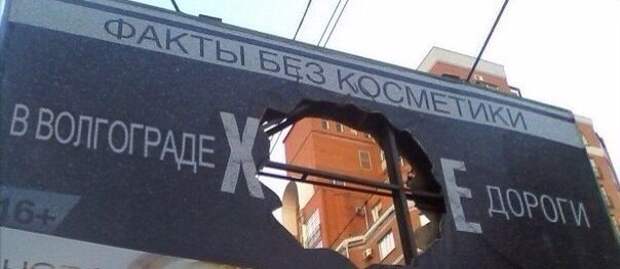 ФАКТЫ БЕЗ КОСМЕТИКИ
В ВОЛГОГРАДЕ Х Е ДОРОГИ
16+